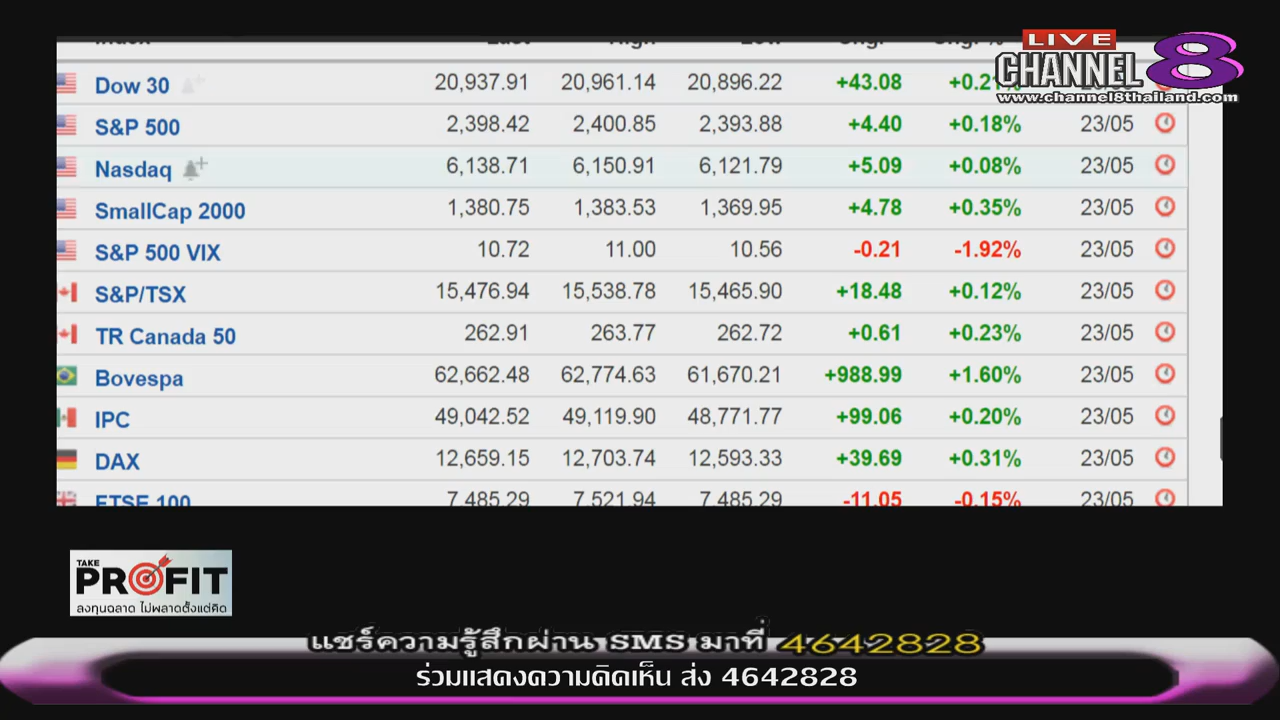 Index Last High Low Chg. Chg. %
LIVE
CHANNEL 8
www.channel8thailand.com
Dow 30 20,937.91 20,961.14 20,896.22 +43.08 +0.21%
S&P 500 2,398.42 2,400.85 2,393.88 +4.40 +0.18% 23/05
Nasdaq 6,138.71 6,150.91 6,121.79 +5.09 +0.08% 23/05
SmallCap 2000 1,380.75 1,383.53 1,369.95 +4.78 +0.35% 23/05
S&P 500 VIX 10.72 11.00 10.56 -0.21 -1.92% 23/05
S&P/TSX 15,476.94 15,538.78 15,465.90 +18.48 +0.12% 23/05
TR Canada 50 262.91 263.77 262.72 +0.61 +0.23% 23/05
Bovespa 62,662.48 62,774.63 61,670.21 +988.99 +1.60% 23/05
IPC 49,042.52 49,119.90 48,771.77 +99.06 +0.20% 23/05
DAX 12,659.15 12,703.74 12,593.33 +39.69 +0.31% 23/05
FTSE 100 7,485.29 7,521.94 7,485.29 -11.05 -0.15% 23/05
TAKE
PROFIT
ลงทุนฉลาด ไม่พลาดตั้งแต่คิด
แชร์ความรู้สึกผ่าน SMS มาที่ 4642828
ร่วมแสดงความคิดเห็น ส่ง 4642828